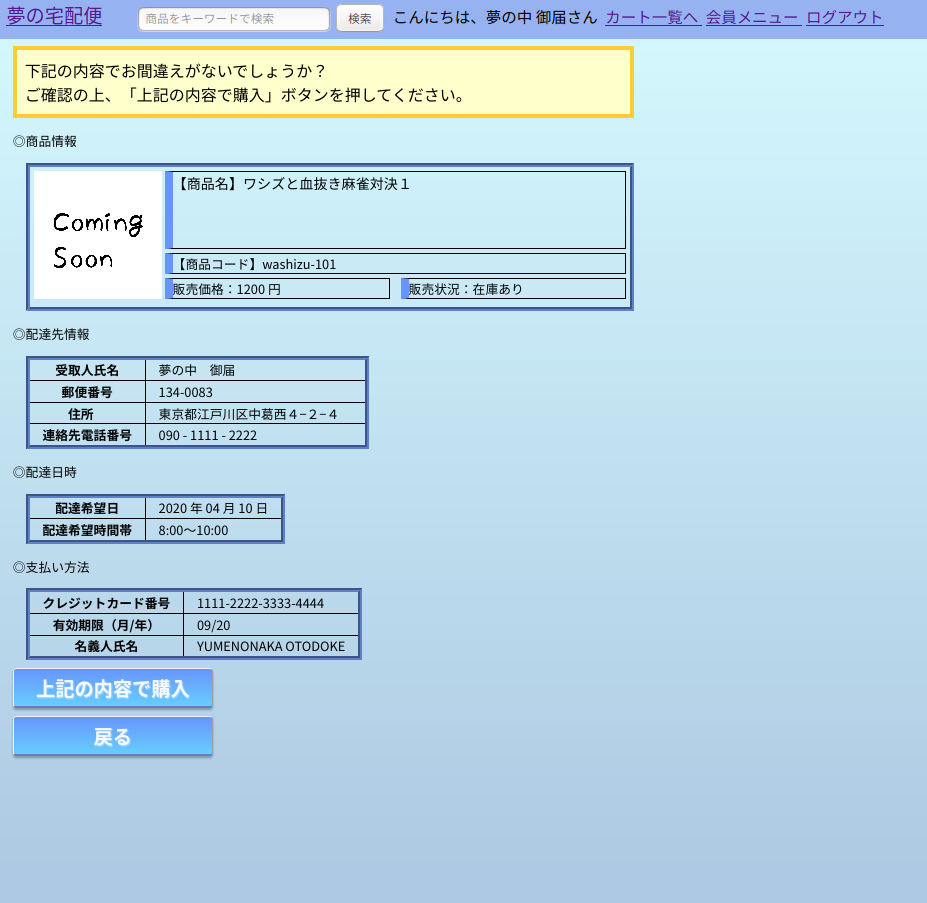 夢の宅配便 商品をキーワードで検索 検索 こんにちは、夢の中 御届さん カート一覧へ 会員メニュー ログアウト
下記の内容でお間違えがないでしょうか？
ご確認の上、「上記の内容で購入」ボタンを押してください。
◎商品情報
Coming
Soon
【商品名】ワシズと血抜き麻雀対決１
【商品コード】washizu-101
販売価格：1200 円 販売状況：在庫あり
◎配達先情報
受取人氏名 夢の中　御届
郵便番号 134-0083
住所 東京都江戸川区中葛西４−２−４
連絡先電話番号 090 - 1111 - 2222
◎配達日時
配達希望日 2020 年 04 月 10 日
配達希望時間帯 8:00〜10:00
◎支払い方法
クレジットカード番号 1111-2222-3333-4444
有効期限（月/年） 09/20
名義人氏名 YUMENONAKA OTODOKE
上記の内容で購入
戻る